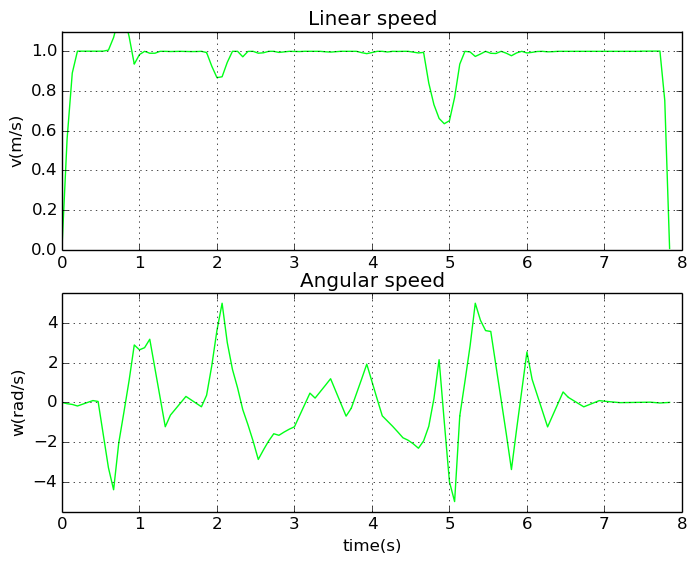 Linear speed
1.0
0.8
0.6
0.4
0.2
0.0
v(m/s)
0 1 2 3 4 5 6 7 8
Angular speed
4
2
0
−2
−4
w(rad/s)
0 1 2 3 4 5 6 7 8
time(s)